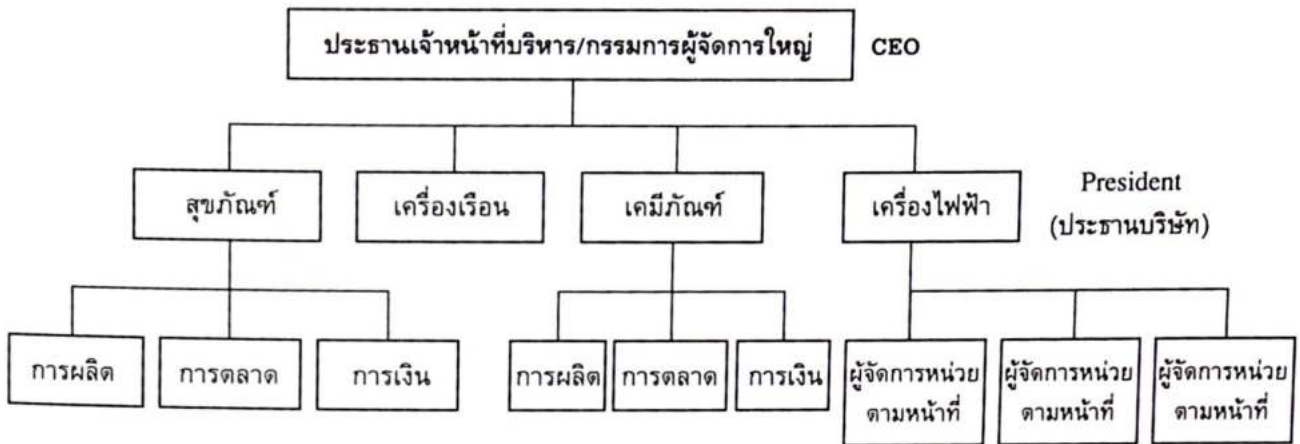 ประธานเจ้าหน้าที่บริหาร/กรรมการผู้จัดการใหญ่ CEO
สุขภัณฑ์ เครื่องเรือน เคมีภัณฑ์ เครื่องไฟฟ้า
President
(ประธานบริษัท)
การผลิต การตลาด การเงิน การผลิต การตลาด การเงิน
ผู้จัดการหน่วย
ตามหน้าที่
ผู้จัดการหน่วย
ตามหน้าที่
ผู้จัดการหน่วย
ตามหน้าที่